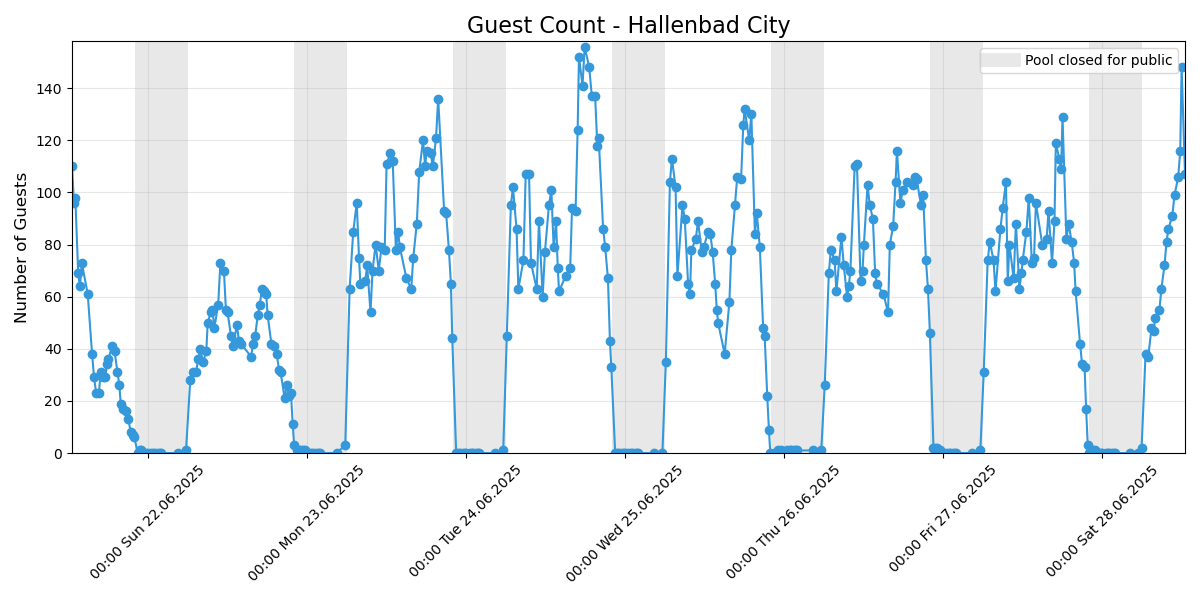 Guest Count - Hallenbad City
Pool closed for public
Number of Guests
140
120
100
80
60
40
20
0
00:00 Sun 22.06.2025
00:00 Mon 23.06.2025
00:00 Tue 24.06.2025
00:00 Wed 25.06.2025
00:00 Thu 26.06.2025
00:00 Fri 27.06.2025
00:00 Sat 28.06.2025